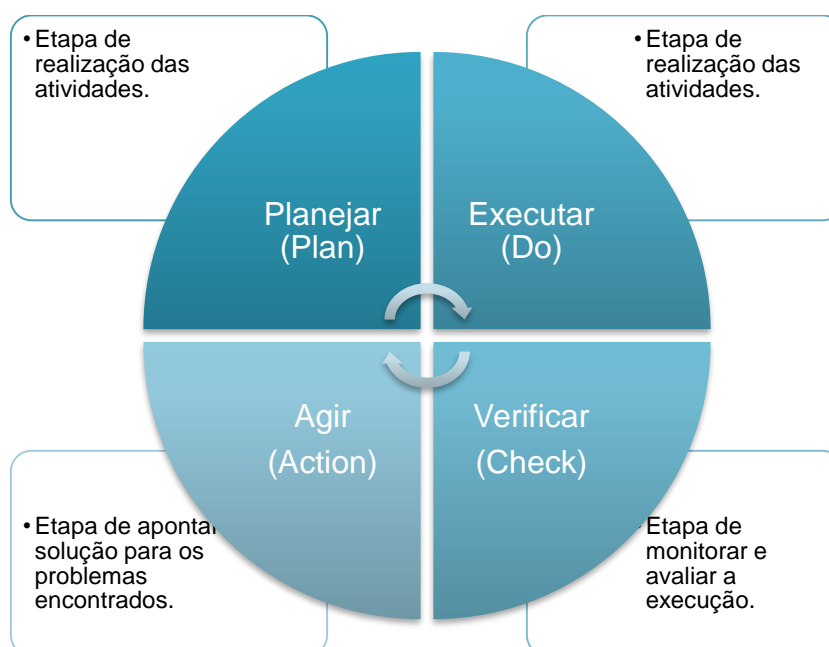 • Etapa de
realização das
atividades.
• Etapa de
realização das
atividades.
Planejar
(Plan)
Executar
(Do)
Agir
(Action)
Verificar
(Check)
• Etapa de apontar
solução para os
problemas
encontrados.
• Etapa de
monitorar e
avaliar a
execução.